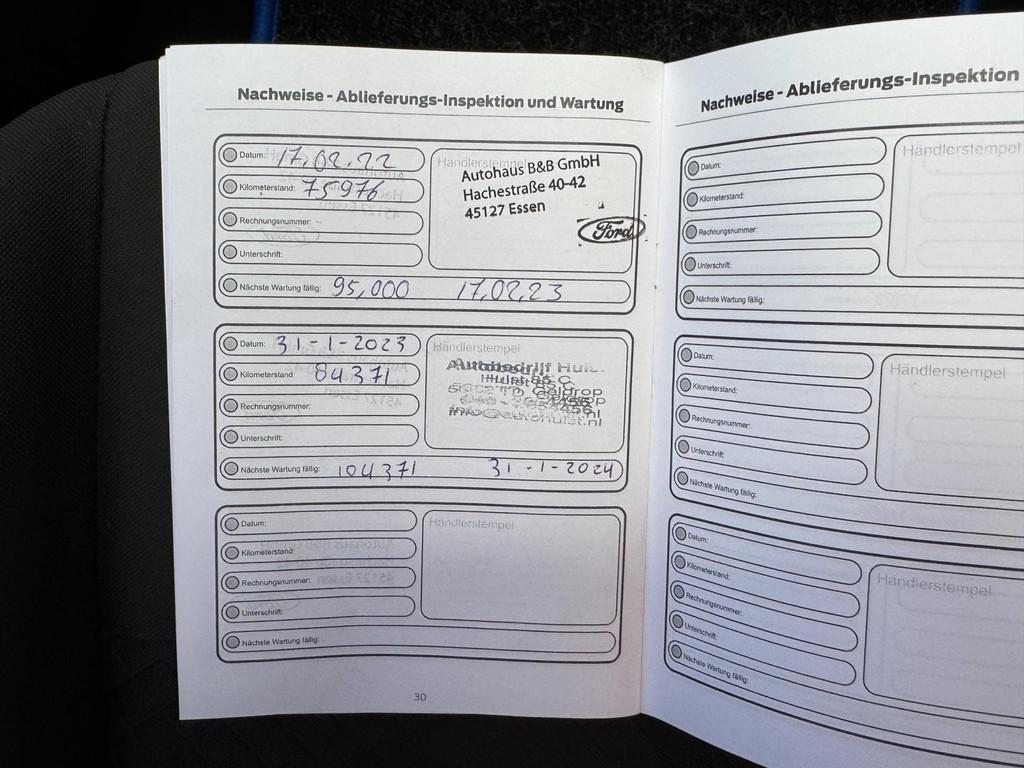 Nachweise - Ablieferungs-Inspektion und Wartung
Datum: 17.02.22
Kilometerstand: 75976
Rechnungsnummer:
Unterschrift:
Nächste Wartung fällig: 95,000 17,02,23
Händlerstempel
Autohaus B&B GmbH
Hachestraße 40-42
45127 Essen
Ford
Datum: 31-1-2023
Kilometerstand: 84371
Rechnungsnummer:
Unterschrift:
Nächste Wartung fällig: 104371 31-1-2024
Händlerstempel
Autobedrijf
Geldrop
Datum:
Kilometerstand:
Rechnungsnummer:
Unterschrift:
Nächste Wartung fällig:
Händlerstempel
30
Nachweise - Ablieferungs-Inspektion
Datum:
Kilometerstand:
Rechnungsnummer:
Unterschrift:
Nächste Wartung fällig:
Händlerstempel
Datum:
Kilometerstand:
Rechnungsnummer:
Unterschrift:
Nächste Wartung fällig:
Händlerstempel
Datum:
Kilometerstand:
Rechnungsnummer:
Unterschrift:
Nächste Wartung fällig:
Händlerstempel